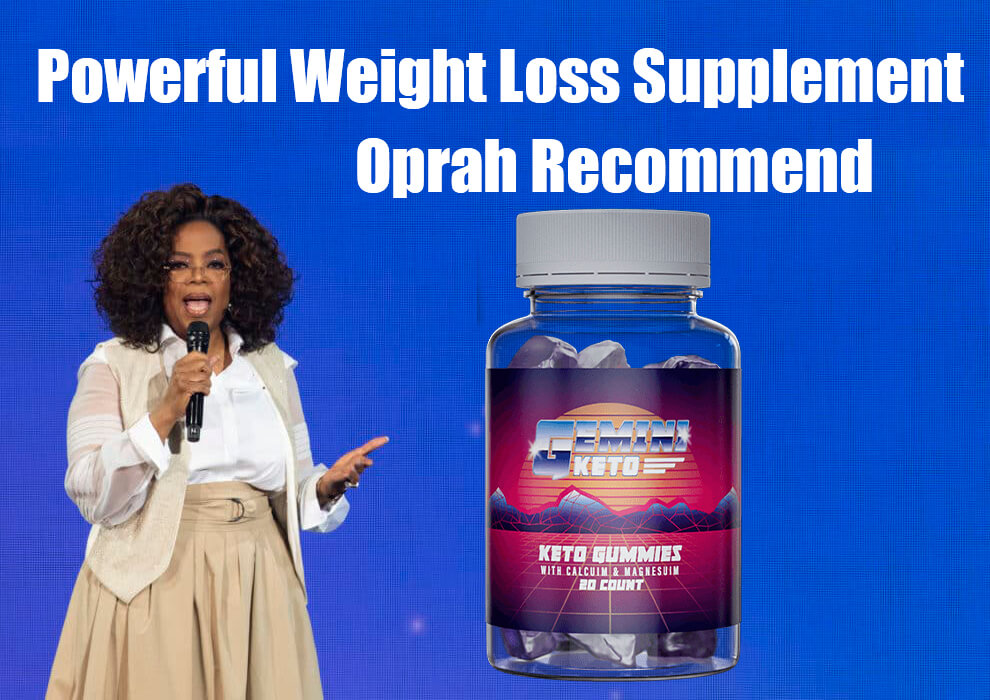 Powerful Weight Loss Supplement
Oprah Recommend
GEMINI
KETO
KETO GUMMIES
WITH CALCUIM & MAGNESUIM
20 COUNT